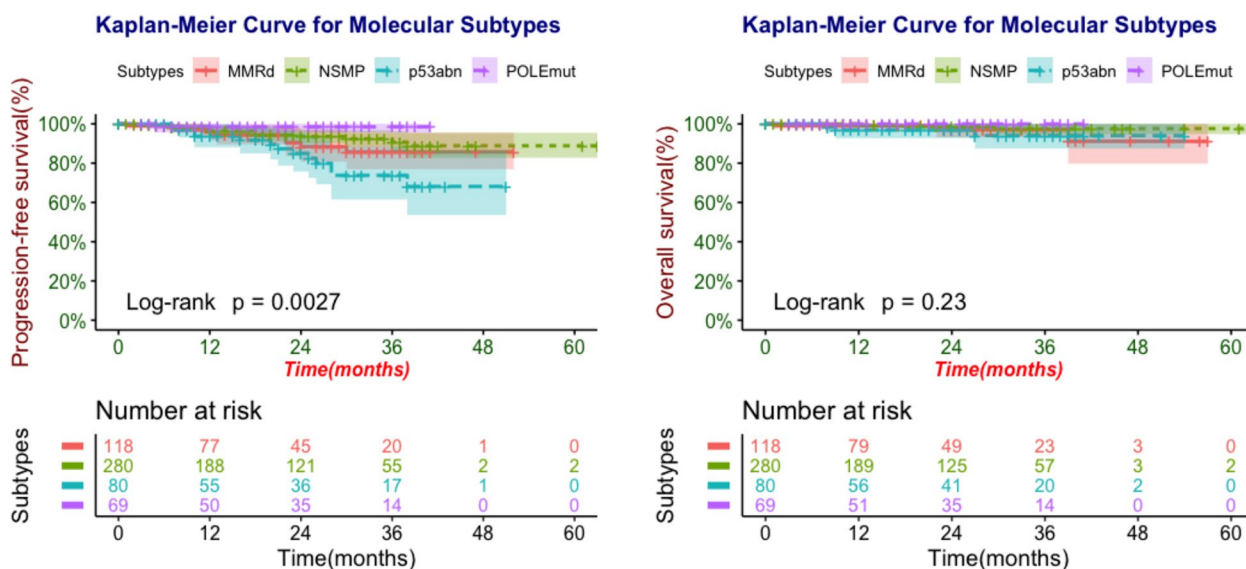 Kaplan-Meier Curve for Molecular Subtypes
Subtypes MMRd NSMP p53abn POLEmut
Progression-free survival(%)
100%
80%
60%
40%
20%
0%
Log-rank p = 0.0027
0 12 24 36 48 60
Time(months)
Number at risk
Subtypes
118 77 45 20 1 0
280 188 121 55 2 2
80 55 36 17 1 0
69 50 35 14 0 0
0 12 24 36 48 60
Time(months)
Kaplan-Meier Curve for Molecular Subtypes
Subtypes MMRd NSMP p53abn POLEmut
Overall survival(%)
100%
80%
60%
40%
20%
0%
Log-rank p = 0.23
0 12 24 36 48 60
Time(months)
Number at risk
Subtypes
118 79 49 23 3 0
280 189 125 57 3 2
80 56 41 20 2 0
69 51 35 14 0 0
0 12 24 36 48 60
Time(months)